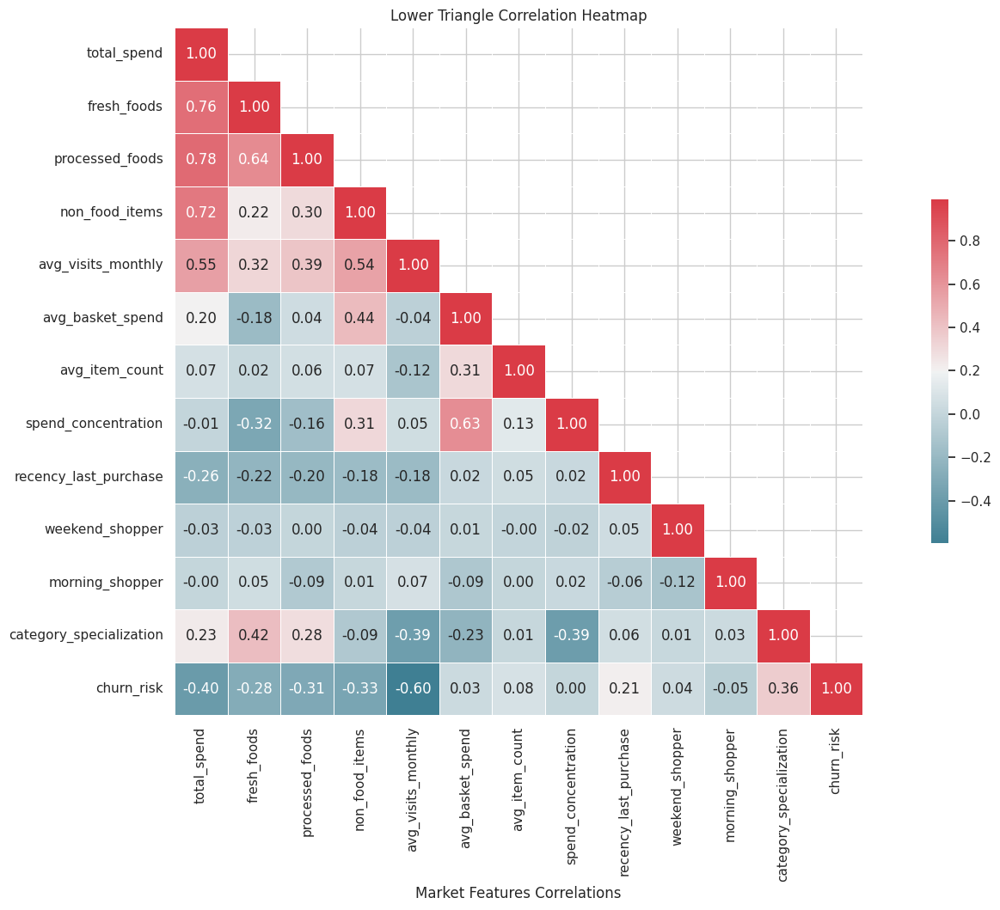 Lower Triangle Correlation Heatmap
total_spend 1.00
fresh_foods 0.76 1.00
processed_foods 0.78 0.64 1.00
non_food_items 0.72 0.22 0.30 1.00
avg_visits_monthly 0.55 0.32 0.39 0.54 1.00
avg_basket_spend 0.20 -0.18 0.04 0.44 -0.04 1.00
avg_item_count 0.07 0.02 0.06 0.07 -0.12 0.31 1.00
spend_concentration -0.01 -0.32 -0.16 0.31 0.05 0.63 0.13 1.00
recency_last_purchase -0.26 -0.22 -0.20 -0.18 -0.18 0.02 0.05 0.02 1.00
weekend_shopper -0.03 -0.03 0.00 -0.04 -0.04 0.01 -0.00 -0.02 0.05 1.00
morning_shopper -0.00 0.05 -0.09 0.01 0.07 -0.09 0.00 0.02 -0.06 -0.12 1.00
category_specialization 0.23 0.42 0.28 -0.09 -0.39 -0.23 0.01 -0.39 0.06 0.01 0.03 1.00
churn_risk -0.40 -0.28 -0.31 -0.33 -0.60 0.03 0.08 0.00 0.21 0.04 -0.05 0.36 1.00
total_spend
fresh_foods
processed_foods
non_food_items
avg_visits_monthly
avg_basket_spend
avg_item_count
spend_concentration
recency_last_purchase
weekend_shopper
morning_shopper
category_specialization
churn_risk
Market Features Correlations
0.8
0.6
0.4
0.2
0.0
−0.2
−0.4